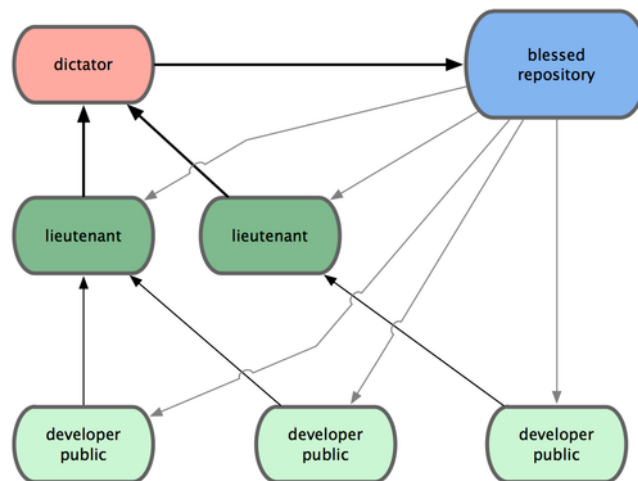 dictator
blessed
repository
lieutenant
lieutenant
developer
public
developer
public
developer
public